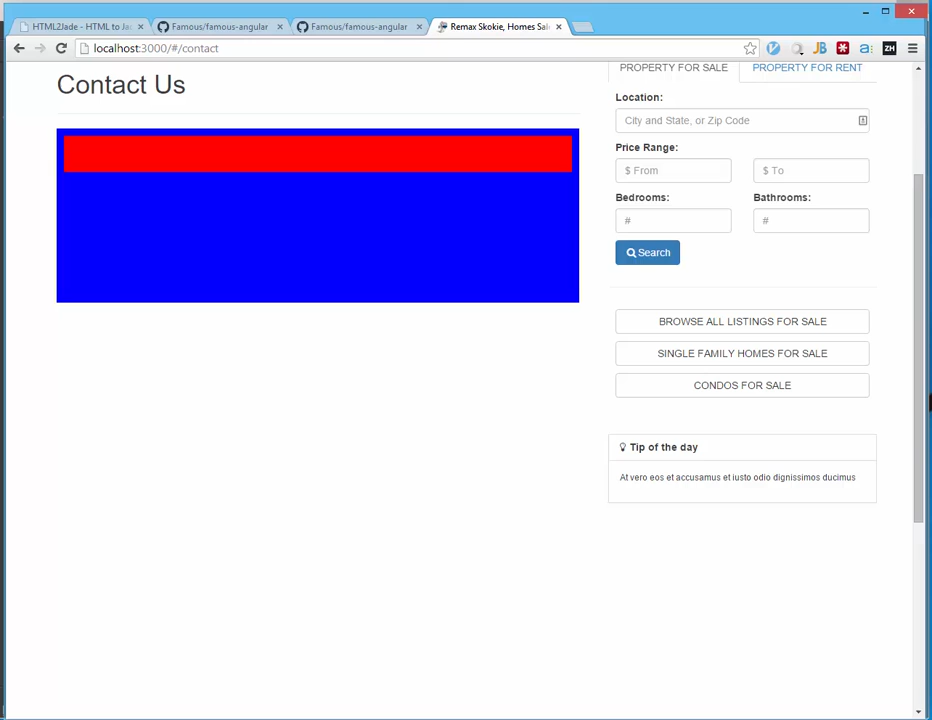 HTML2Jade - HTML to Ja
Famous/famous-angular
Famous/famous-angular
Remax Skokie, Homes Sal
localhost:3000/#/contact
JB
a:
ZH
Contact Us
PROPERTY FOR SALE
PROPERTY FOR RENT
Location:
City and State, or Zip Code
Price Range:
$ From
$ To
Bedrooms:
Bathrooms:
#
#
Search
BROWSE ALL LISTINGS FOR SALE
SINGLE FAMILY HOMES FOR SALE
CONDOS FOR SALE
Tip of the day
At vero eos et accusamus et iusto odio dignissimos ducimus